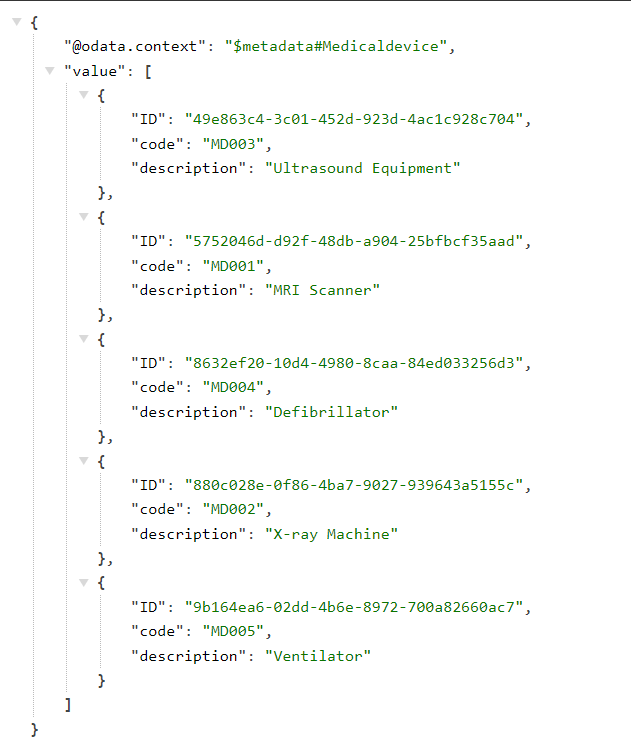 {
"@odata.context": "$metadata#Medicaldevice",
"value": [
{
"ID": "49e863c4-3c01-452d-923d-4ac1c928c704",
"code": "MD003",
"description": "Ultrasound Equipment"
},
{
"ID": "5752046d-d92f-48db-a904-25bfbcf35aad",
"code": "MD001",
"description": "MRI Scanner"
},
{
"ID": "8632ef20-10d4-4980-8caa-84ed033256d3",
"code": "MD004",
"description": "Defibrillator"
},
{
"ID": "880c028e-0f86-4ba7-9027-939643a5155c",
"code": "MD002",
"description": "X-ray Machine"
},
{
"ID": "9b164ea6-02dd-4b6e-8972-700a82660ac7",
"code": "MD005",
"description": "Ventilator"
}
]
}